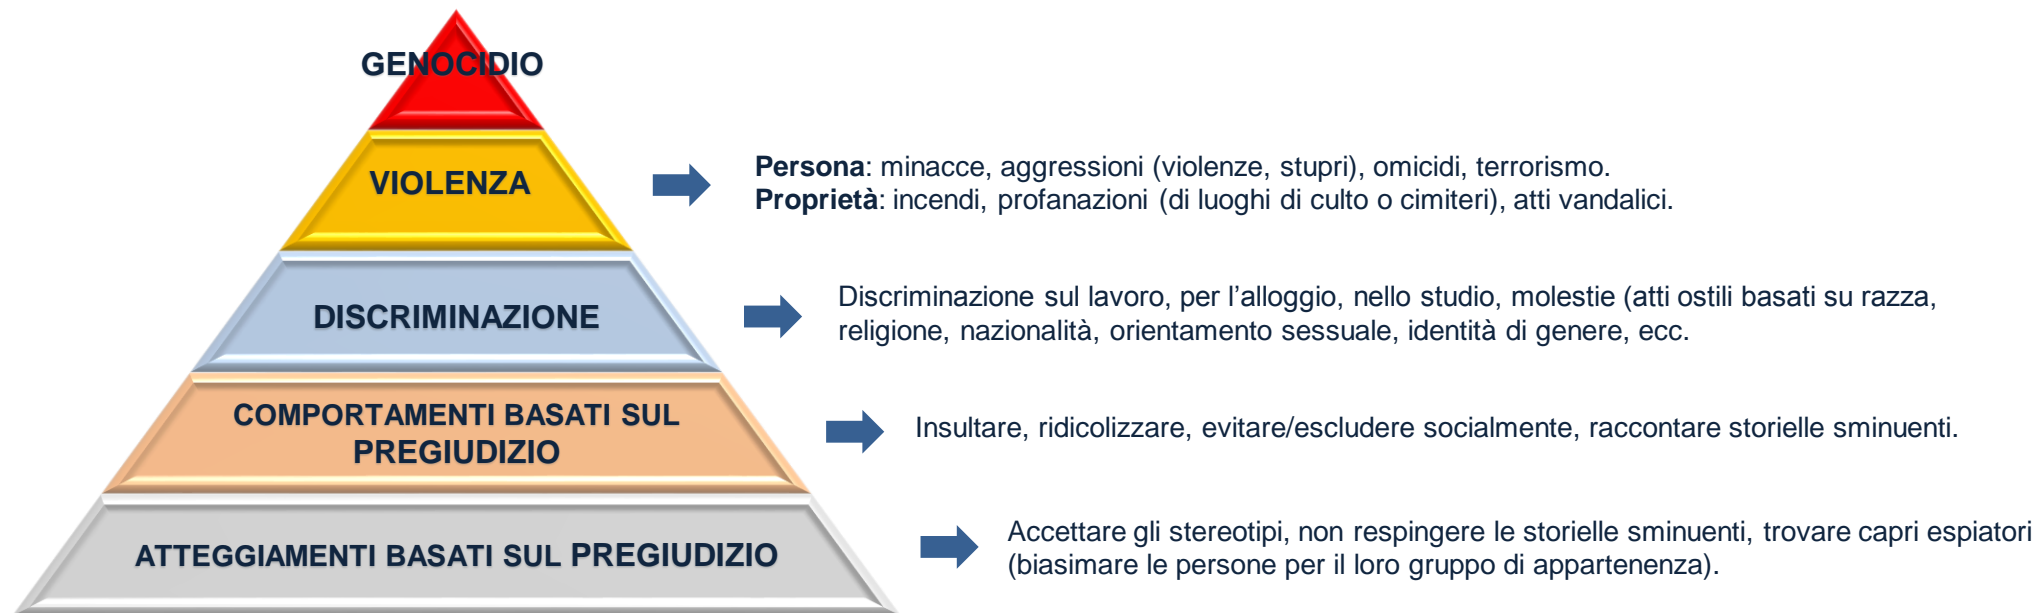 GENOCIDIO
VIOLENZA
Persona: minacce, aggressioni (violenze, stupri), omicidi, terrorismo.
Proprietà: incendi, profanazioni (di luoghi di culto o cimiteri), atti vandalici.
DISCRIMINAZIONE
Discriminazione sul lavoro, per l’alloggio, nello studio, molestie (atti ostili basati su razza,
religione, nazionalità, orientamento sessuale, identità di genere, ecc.
COMPORTAMENTI BASATI SUL
PREGIUDIZIO
Insultare, ridicolizzare, evitare/escludere socialmente, raccontare storielle sminuenti.
ATTEGGIAMENTI BASATI SUL PREGIUDIZIO
Accettare gli stereotipi, non respingere le storielle sminuenti, trovare capri espiatori
(biasimare le persone per il loro gruppo di appartenenza).